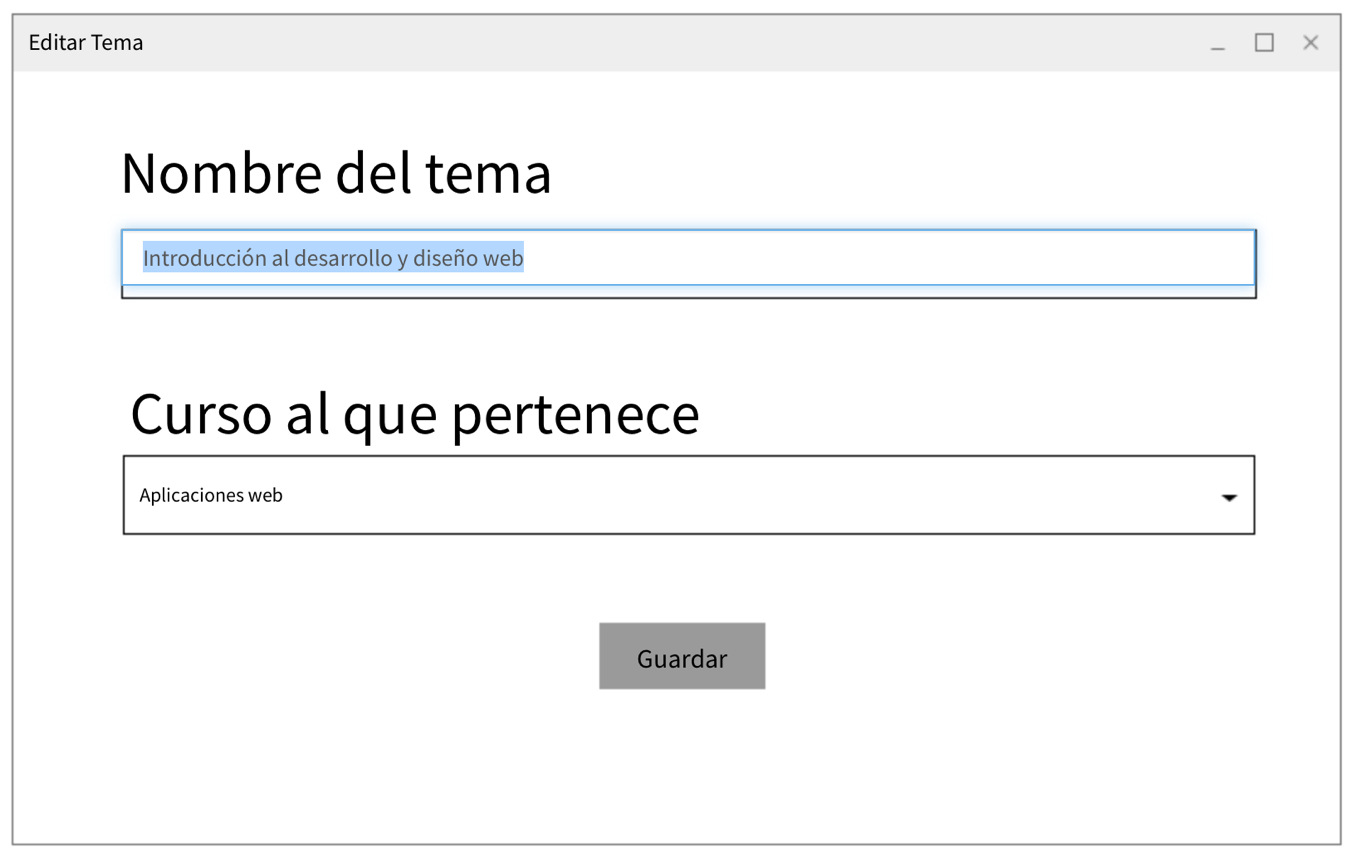 Editar Tema
Nombre del tema
Introducción al desarrollo y diseño web
Curso al que pertenece
Aplicaciones web
Guardar